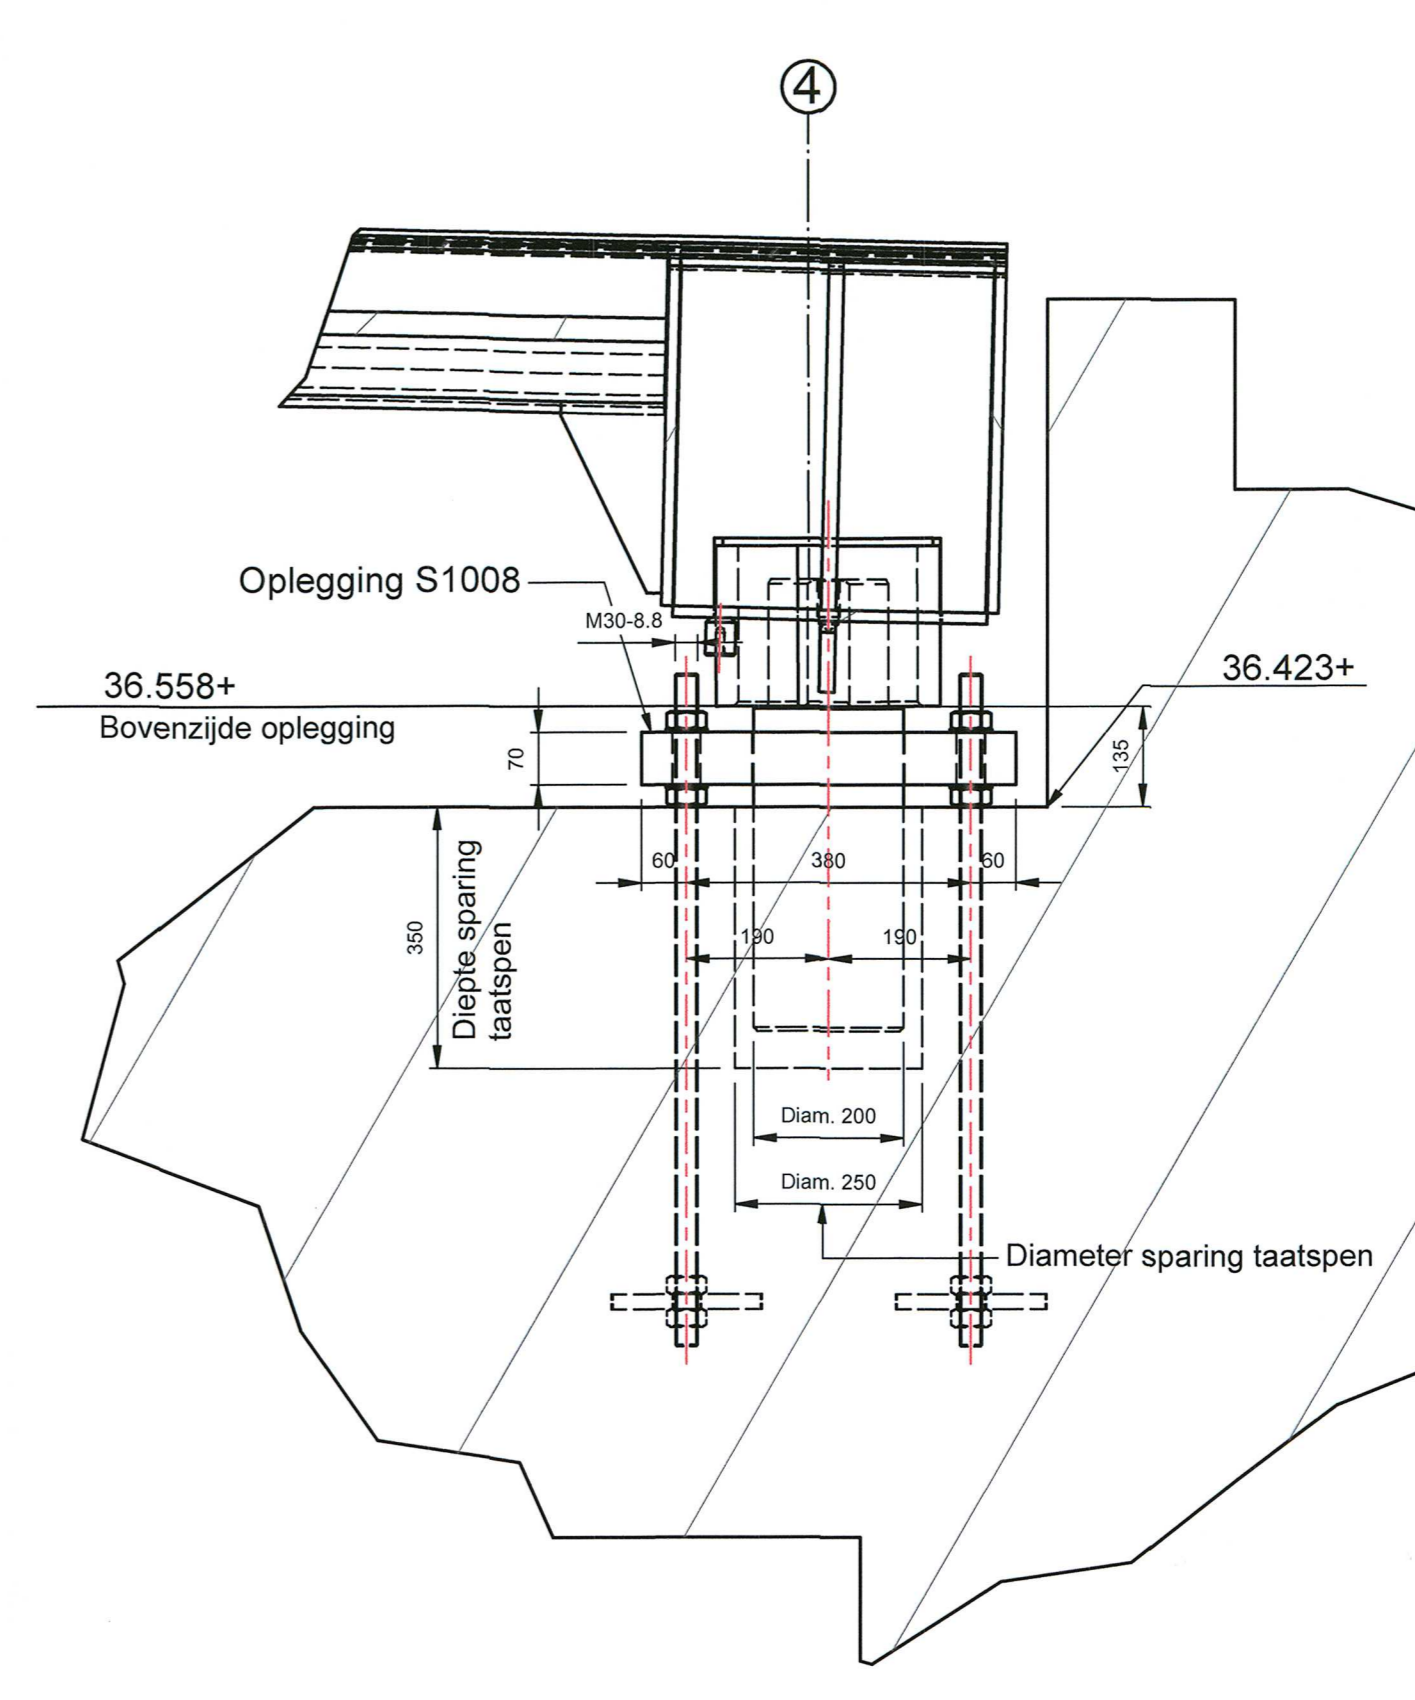 4
Oplegging S1008
M30-8.8
36.558+
Bovenzijde oplegging
36.423+
70
135
60
380
60
350
Diepte sparing
taatspen
190
190
Diam. 200
Diam. 250
Diameter sparing taatspen